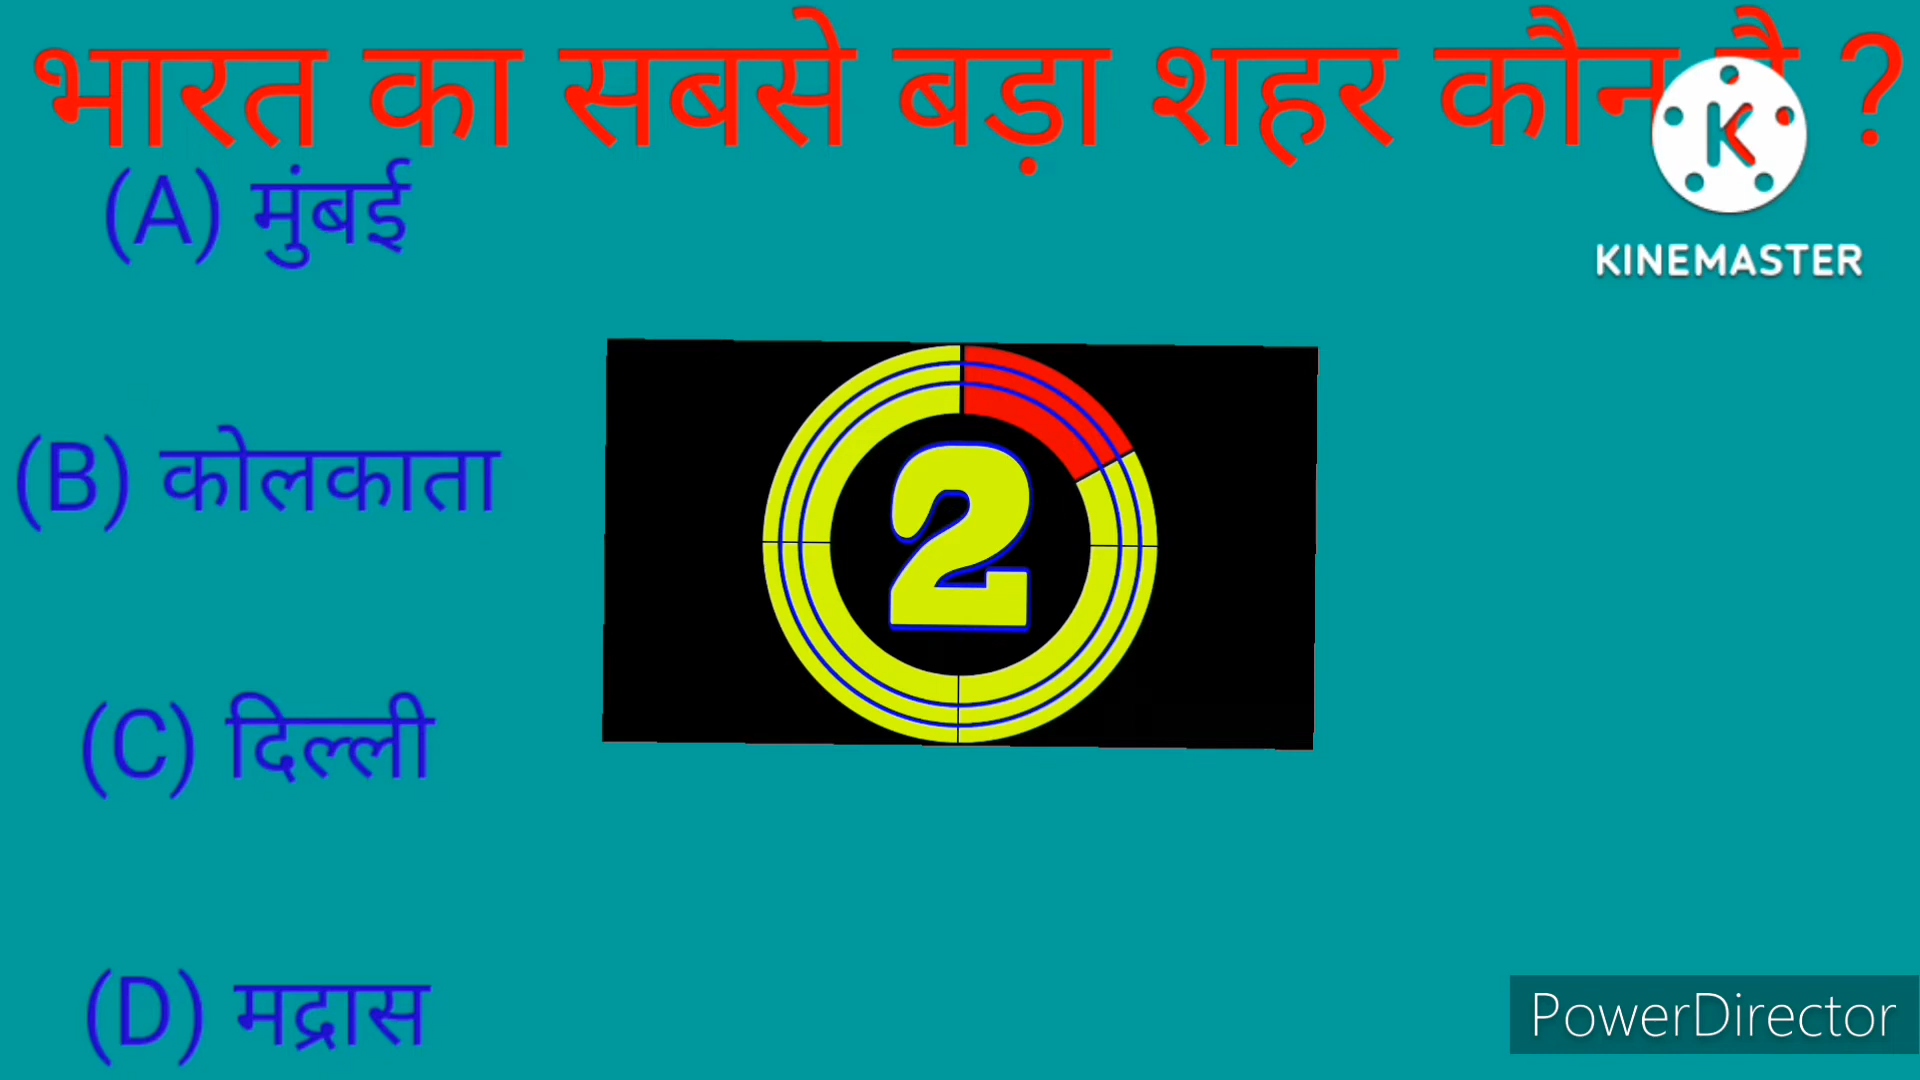 भारत का सबसे बड़ा शहर कौन ?
(A) मुंबई
K
KINEMASTER
(B) कोलकाता
2
(C) दिल्ली
(D) मद्रास
PowerDirector